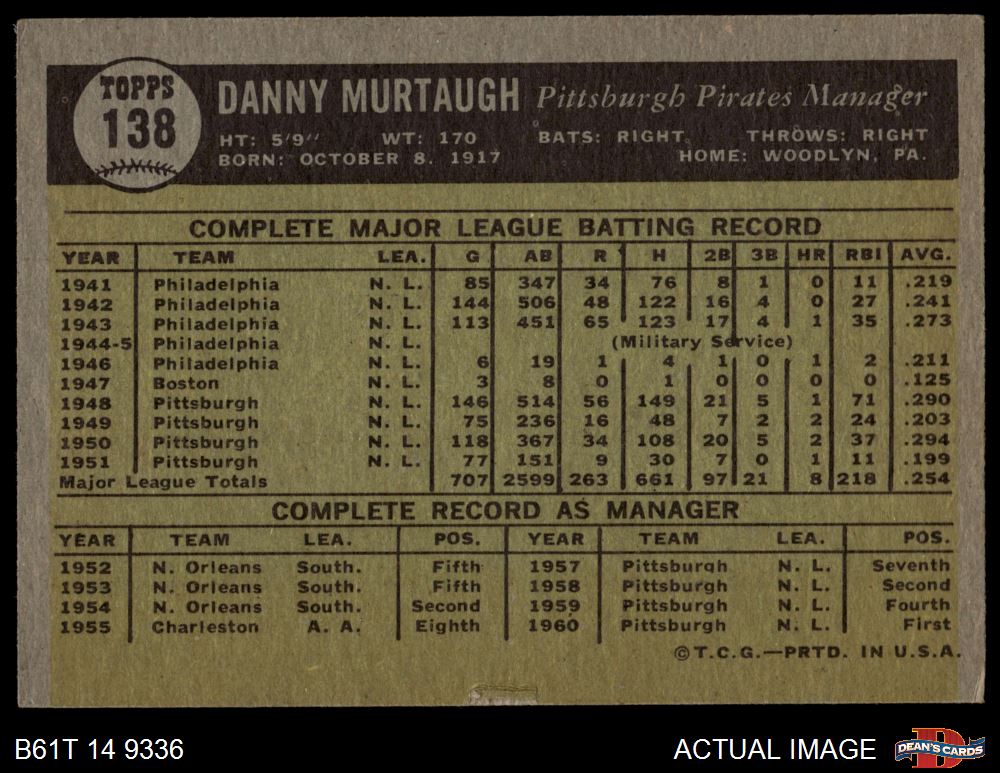 TOPPS
138
DANNY MURTAUGH Pittsburgh Pirates Manager
HT: 5'9'' WT: 170 BATS: RIGHT THROWS: RIGHT
BORN: OCTOBER 8, 1917 HOME: WOODLYN, PA.
COMPLETE MAJOR LEAGUE BATTING RECORD
YEAR TEAM LEA. G AB R H 2B 3B HR RBI AVG.
1941 Philadelphia N. L. 85 347 34 76 8 1 0 11 .219
1942 Philadelphia N. L. 144 506 48 122 16 4 0 27 .241
1943 Philadelphia N. L. 113 451 65 123 17 4 1 35 .273
1944-5 Philadelphia N. L. (Military Service)
1946 Philadelphia N. L. 6 19 1 4 1 0 1 2 .211
1947 Boston N. L. 3 8 0 1 0 0 0 0 .125
1948 Pittsburgh N. L. 146 514 56 149 21 5 1 71 .290
1949 Pittsburgh N. L. 75 236 16 48 7 2 2 24 .203
1950 Pittsburgh N. L. 118 367 34 108 20 5 2 37 .294
1951 Pittsburgh N. L. 77 151 9 30 7 0 1 11 .199
Major League Totals 707 2599 263 661 97 21 8 218 .254
COMPLETE RECORD AS MANAGER
YEAR TEAM LEA. POS. YEAR TEAM LEA. POS.
1952 N. Orleans South. Fifth 1957 Pittsburgh N. L. Seventh
1953 N. Orleans South. Fifth 1958 Pittsburgh N. L. Second
1954 N. Orleans South. Second 1959 Pittsburgh N. L. Fourth
1955 Charleston A. A. Eighth 1960 Pittsburgh N. L. First
©T.C.G.—PRTD. IN U.S.A.
B61T 14 9336 ACTUAL IMAGE DEAN'S CARDS